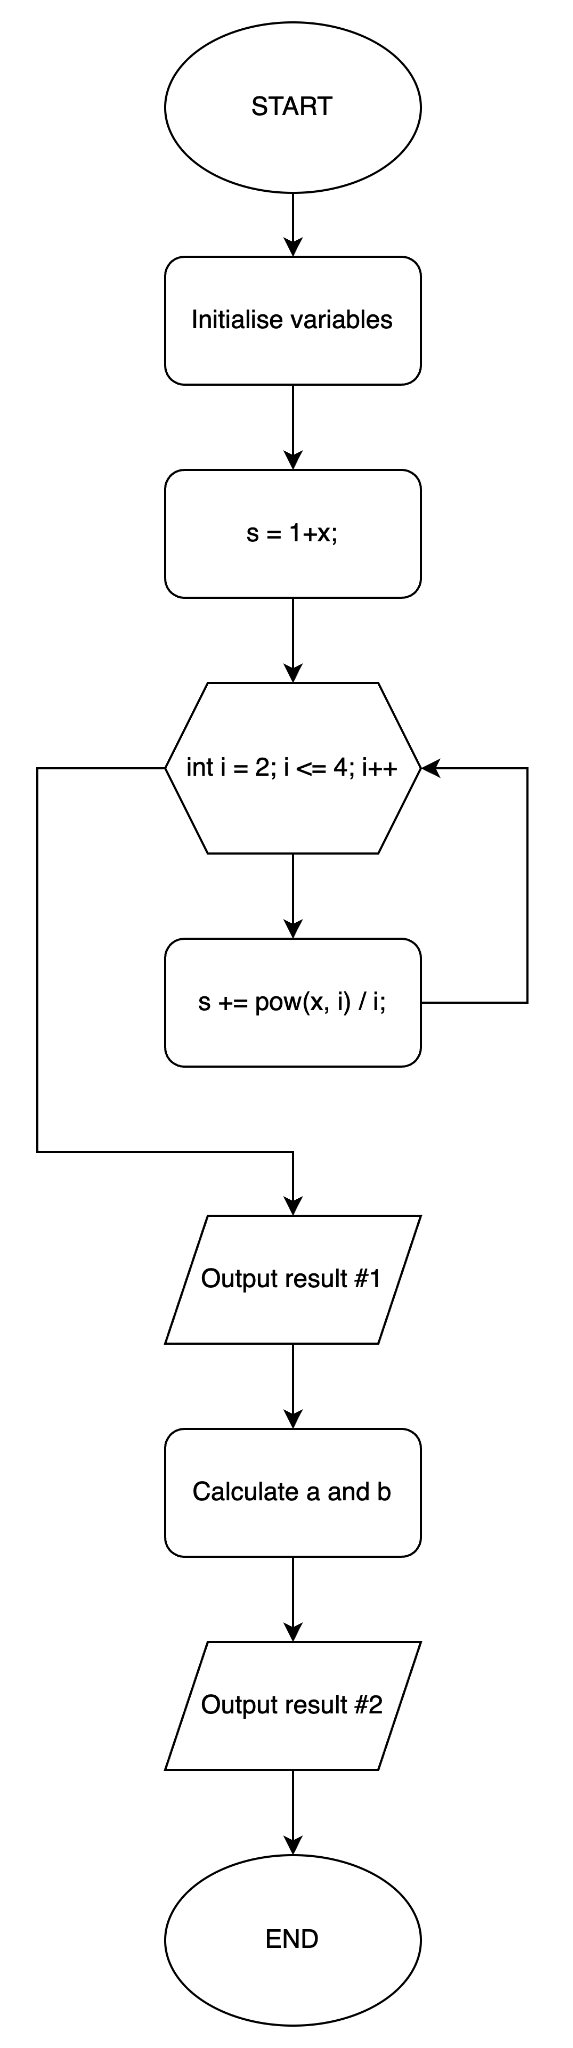 START
Initialise variables
s = 1+x;
int i = 2; i <= 4; i++
s += pow(x, i) / i;
Output result #1
Calculate a and b
Output result #2
END